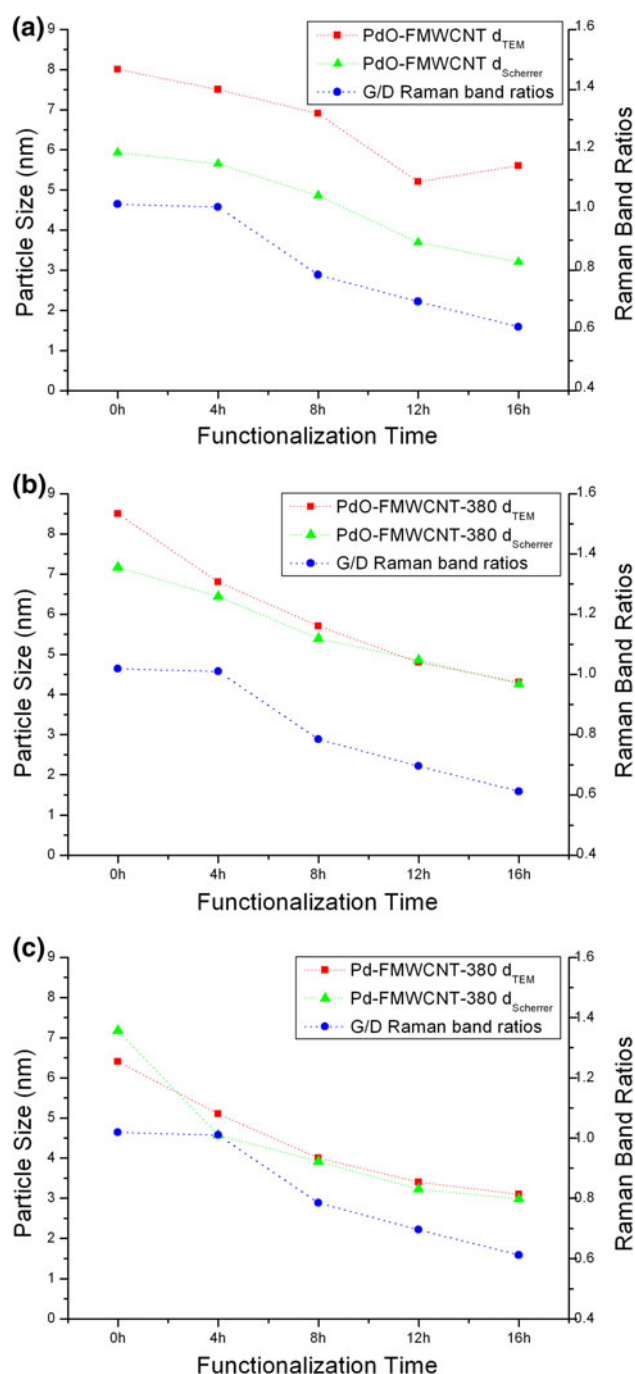 (a)
PdO-FMWCNT dTEM
PdO-FMWCNT dScherrer
G/D Raman band ratios
Particle Size (nm)
9
8
7
6
5
4
3
2
1
0
Raman Band Ratios
1.6
1.4
1.2
1.0
0.8
0.6
0.4
0h 4h 8h 12h 16h
Functionalization Time
(b)
PdO-FMWCNT-380 dTEM
PdO-FMWCNT-380 dScherrer
G/D Raman band ratios
Particle Size (nm)
9
8
7
6
5
4
3
2
1
0
Raman Band Ratios
1.6
1.4
1.2
1.0
0.8
0.6
0.4
0h 4h 8h 12h 16h
Functionalization Time
(c)
Pd-FMWCNT-380 dTEM
Pd-FMWCNT-380 dScherrer
G/D Raman band ratios
Particle Size (nm)
9
8
7
6
5
4
3
2
1
0
Raman Band Ratios
1.6
1.4
1.2
1.0
0.8
0.6
0.4
0h 4h 8h 12h 16h
Functionalization Time